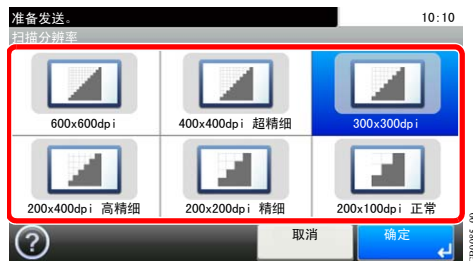 准备发送。 10:10
扫描分辨率
600x600dpi 400x400dpi 超精细 300x300dpi
200x400dpi 高精细 200x200dpi 精细 200x100dpi 正常
? 取消 确定